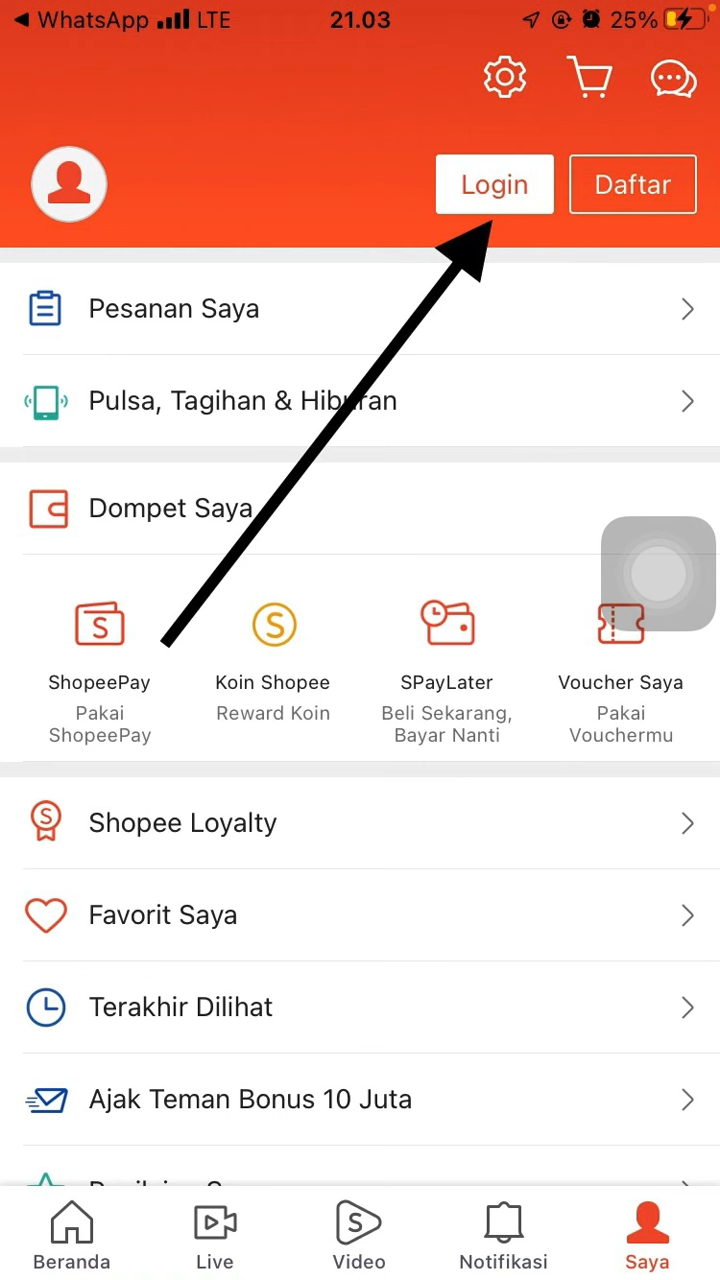 WhatsApp LTE 21.03 25%
Login Daftar
Pesanan Saya
Pulsa, Tagihan & Hiburan
Dompet Saya
ShopeePay Koin Shopee SPayLater Voucher Saya
Pakai Reward Koin Beli Sekarang, Pakai
ShopeePay Bayar Nanti Vouchermu
Shopee Loyalty
Favorit Saya
Terakhir Dilihat
Ajak Teman Bonus 10 Juta
Beranda Live Video Notifikasi Saya